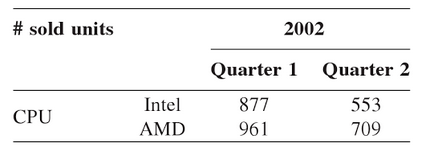 # sold units 2002
Quarter 1 Quarter 2
CPU Intel 877 553
AMD 961 709